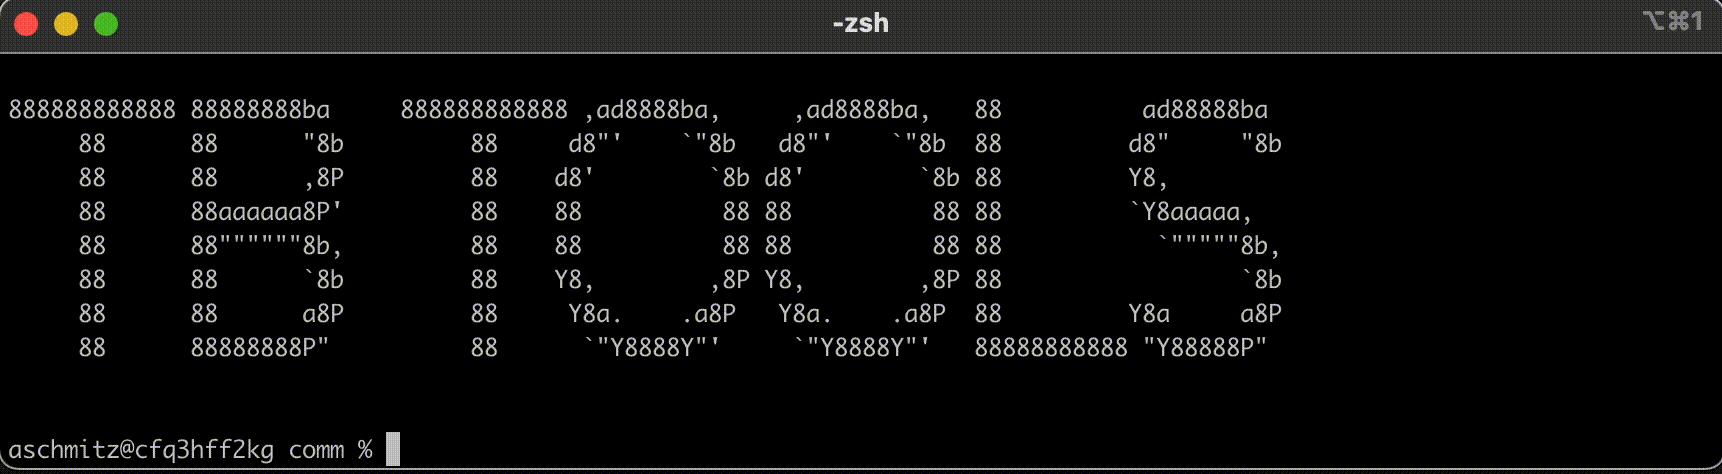 -zsh ⌥⌘1
888888888888 88888888ba     888888888888 ,ad8888ba,     ,ad8888ba,   88          ad88888ba
     88      88      "8b         88     d8"'    `"8b   d8"'    `"8b  88         d8"     "8b
     88      88      ,8P         88    d8'        `8b d8'        `8b 88         Y8,
     88      88aaaaaa8P'         88    88          88 88          88 88         `Y8aaaaa,
     88      88""""""8b,         88    88          88 88          88 88           `"""""8b,
     88      88      `8b         88    Y8,        ,8P Y8,        ,8P 88                 `8b
     88      88      a8P         88     Y8a.    .a8P   Y8a.    .a8P  88         Y8a     a8P
     88      88888888P"          88      `"Y8888Y"'     `"Y8888Y"'   88888888888 "Y88888P"
aschmitz@cfq3hff2kg comm %